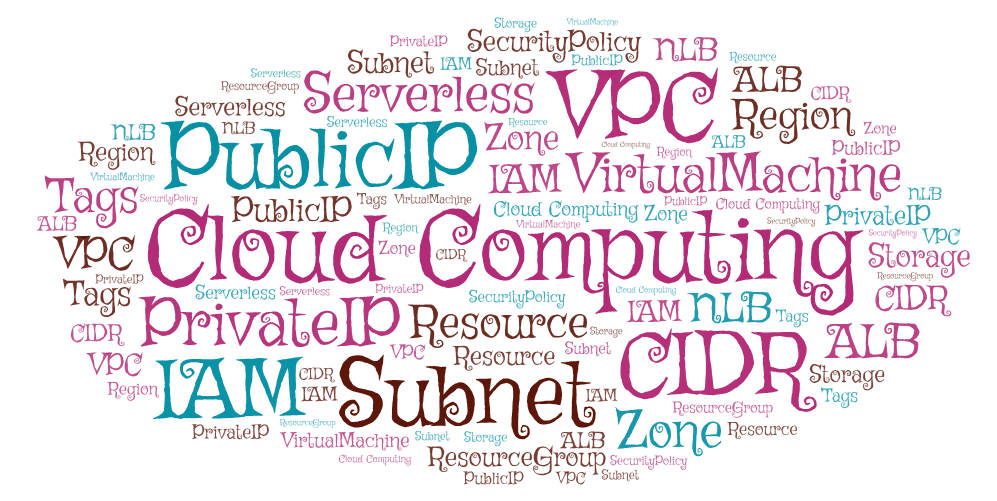 Storage VirtualMachine
PrivateIP SecurityPolicy NLB
Subnet IAM Subnet PublicIP Resource
Serverless Serverless VPC ALB
ResourceGroup CIDR
Serverless Region
NLB NLB PublicIP Serverless Resource Zone ALB Zone
Region Cloud Computing Region PublicIP
VirtualMachine IAM VirtualMachine
Tags SecurityPolicy PublicIP Tags VirtualMachine PublicIP Cloud Computing NLB
ALB Cloud Computing Zone SecurityPolicy PrivateIP
Region VirtualMachine SecurityPolicy VPC
VPC Cloud Computing Zone CIDR Storage
PrivateIP ResourceGroup
Tags Serverless Serverless PrivateIP SecurityPolicy Cloud Computing CIDR
PrivateIP Resource IAM NLB Tags
CIDR Storage ALB
VPC VPC Resource Subnet CIDR
IAM CIDR Subnet Storage
Region IAM IAM Tags
ResourceGroup
PrivateIP ResourceGroup Zone Resource
VirtualMachine Subnet Storage ALB
Cloud Computing ResourceGroup SecurityPolicy
PublicIP VPC Subnet